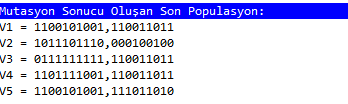 Mutasyon Sonucu Oluşan Son Populasyon:
V1 = 1100101001,110011011
V2 = 1011101110,000100100
V3 = 0111111111,110011011
V4 = 1101111001,110011011
V5 = 1100101001,111011010